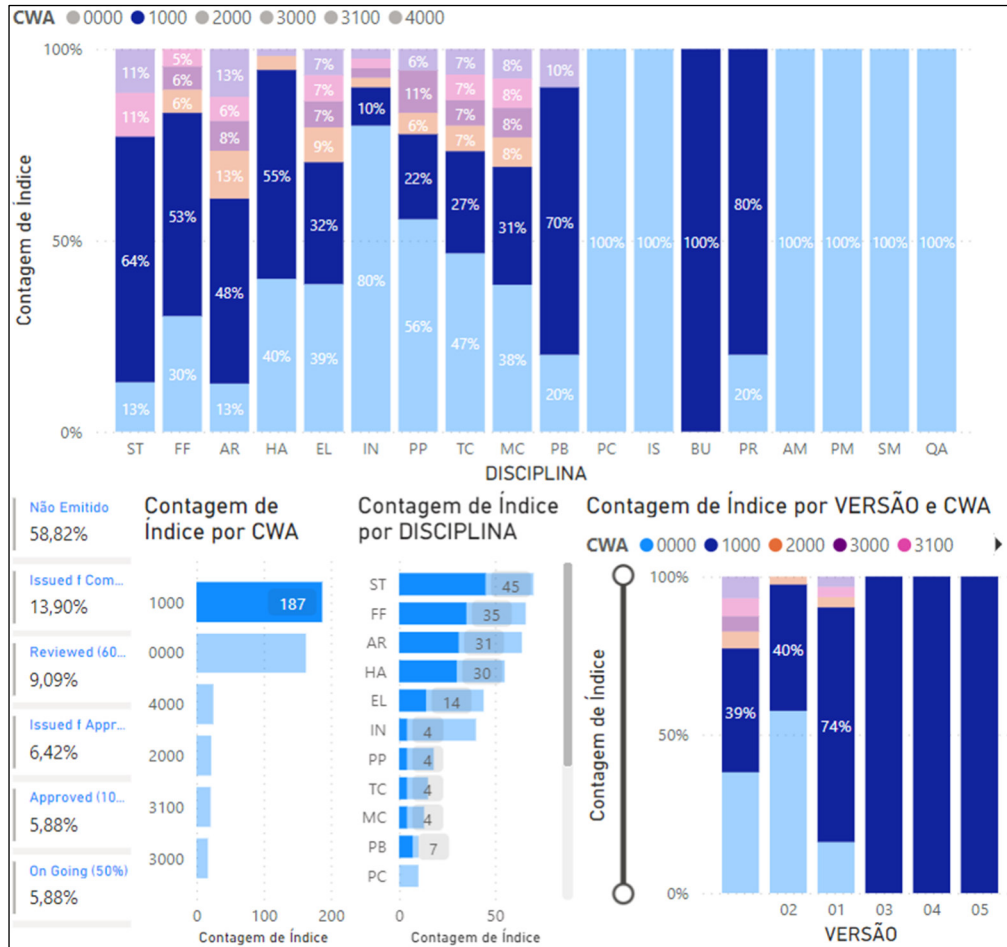 CWA 0000 1000 2000 3000 3100 4000
100%
50%
0%
Contagem de Índice
11% 11% 64% 13%
5% 6% 6% 53% 30%
13% 6% 8% 13% 48% 13%
55% 40%
7% 7% 7% 9% 32% 39%
10% 80%
6% 11% 6% 22% 56%
7% 7% 7% 7% 27% 47%
8% 8% 8% 8% 31% 38%
10% 70% 20%
100%
100%
100%
80% 20%
100%
100%
100%
100%
ST FF AR HA EL IN PP TC MC PB PC IS BU PR AM PM SM QA
DISCIPLINA
Não Emitido
58,82%
Issued f Com...
13,90%
Reviewed (60...
9,09%
Issued f Appr...
6,42%
Approved (10...
5,88%
On Going (50%)
5,88%
Contagem de
Índice por CWA
1000 187
0000
4000
2000
3100
3000
0 100 200
Contagem de Índice
Contagem de Índice
por DISCIPLINA
ST 45
FF 35
AR 31
HA 30
EL 14
IN 4
PP 4
TC 4
MC 4
PB 7
PC
0 50
Contagem de Índice
Contagem de Índice por VERSÃO e CWA
CWA 0000 1000 2000 3000 3100
100%
50%
0%
Contagem de Índice
39% 40% 74%
02 01 03 04 05
VERSÃO